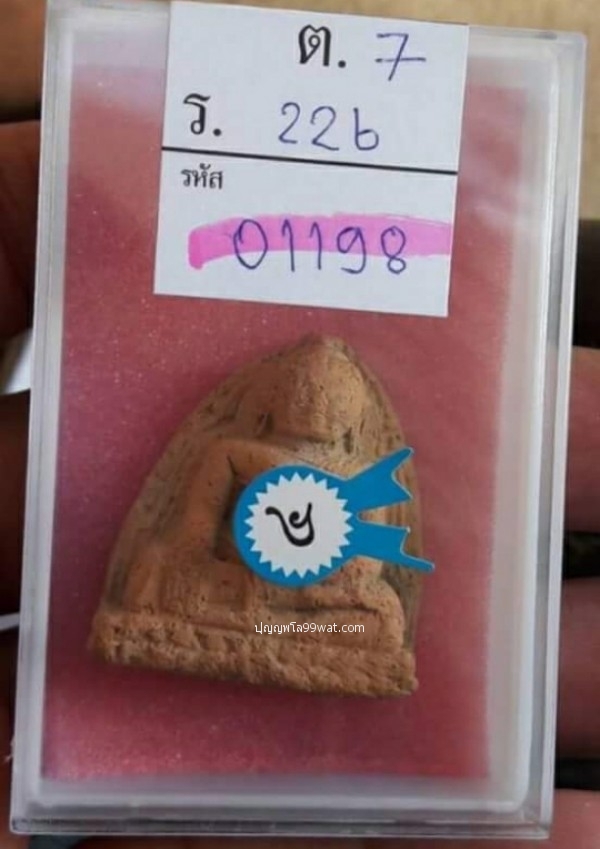 ต. 7
ร. 226
รหัส
01198
๒
ปุญญพโล99wat.com